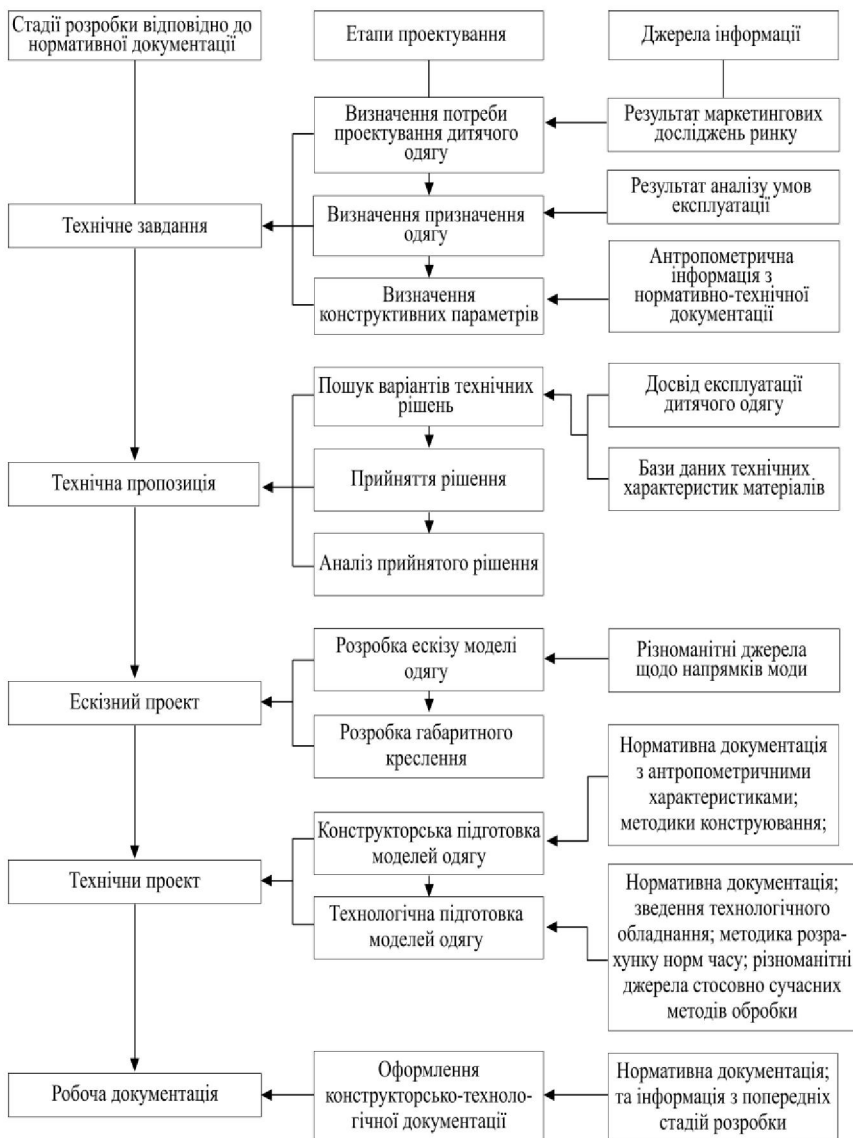 Стадії розробки відповідно до
нормативної документації
Етапи проектування
Джерела інформації
Визначення потреби
проектування дитячого
одягу
Результат маркетингових
досліджень ринку
Технічне завдання
Визначення призначення
одягу
Результат аналізу умов
експлуатації
Визначення
конструктивних параметрів
Антропометрична
інформація з
нормативно-технічної
документації
Пошук варіантів технічних
рішень
Досвід експлуатації
дитячого одягу
Технічна пропозиція
Прийняття рішення
Бази даних технічних
характеристик матеріалів
Аналіз прийнятого рішення
Розробка ескізу моделі
одягу
Різноманітні джерела
щодо напрямків моди
Ескізний проект
Розробка габаритного
креслення
Нормативна документація
з антропометричними
характеристиками;
методики конструювання;
Конструкторська підготовка
моделей одягу
Технічни проект
Технологічна підготовка
моделей одягу
Нормативна документація;
зведення технологічного
обладнання; методика розра-
хунку норм часу; різноманітні
джерела стосовно сучасних
методів обробки
Робоча документація
Оформлення
конструкторсько-техноло-
гічної документації
Нормативна документація;
та інформація з попередніх
стадій розробки